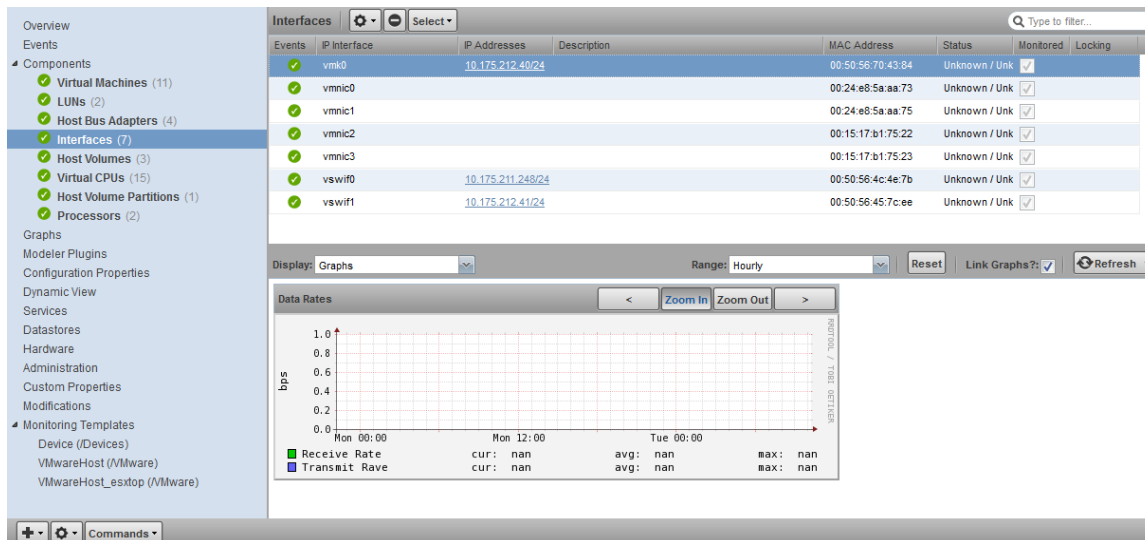 Overview
Events
Components
Virtual Machines (11)
LUNs (2)
Host Bus Adapters (4)
Interfaces (7)
Host Volumes (3)
Virtual CPUs (15)
Host Volume Partitions (1)
Processors (2)
Graphs
Modeler Plugins
Configuration Properties
Dynamic View
Services
Datastores
Hardware
Administration
Custom Properties
Modifications
Monitoring Templates
Device (/Devices)
VMwareHost (/VMware)
VMwareHost_esxtop (/VMware)
Interfaces Select Type to filter...
Events IP Interface IP Addresses Description MAC Address Status Monitored Locking
vmk0 10.175.212.40/24 00:50:56:70:43:84 Unknown / Unk
vmnic0 00:24:e8:5a:aa:73 Unknown / Unk
vmnic1 00:24:e8:5a:aa:75 Unknown / Unk
vmnic2 00:15:17:b1:75:22 Unknown / Unk
vmnic3 00:15:17:b1:75:23 Unknown / Unk
vswif0 10.175.211.248/24 00:50:56:4c:4e:7b Unknown / Unk
vswif1 10.175.212.41/24 00:50:56:45:7c:ee Unknown / Unk
Display: Graphs Range: Hourly Reset Link Graphs?: Refresh
Data Rates < Zoom In Zoom Out >
1.0
0.8
0.6
0.4
0.2
0.0
bps
Mon 00:00 Mon 12:00 Tue 00:00
RRDTOOL / TOBI OETIKER
Receive Rate cur: nan avg: nan max: nan
Transmit Rave cur: nan avg: nan max: nan
Commands